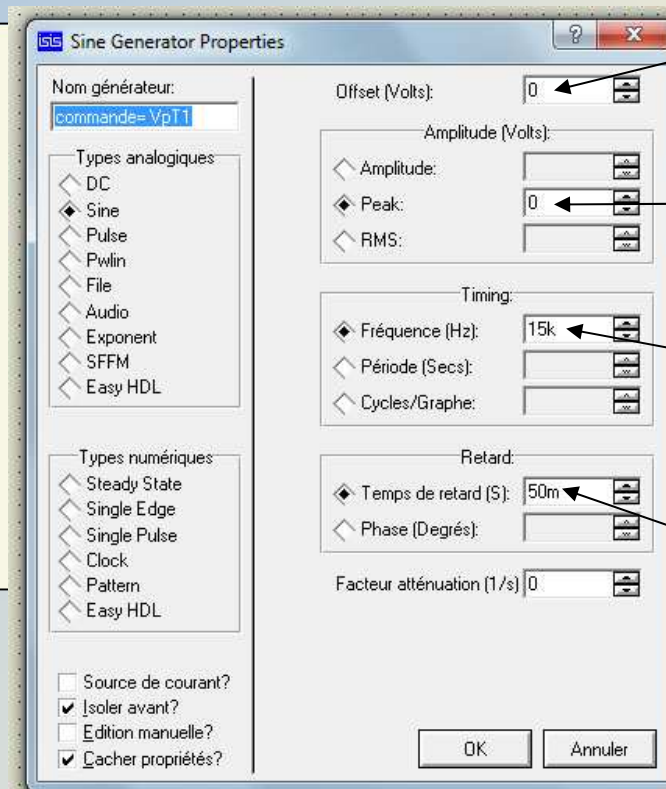 isis Sine Generator Properties
Nom générateur:
commande= VpT1
Types analogiques
DC
Sine
Pulse
Pwlin
File
Audio
Exponent
SFFM
Easy HDL
Types numériques
Steady State
Single Edge
Single Pulse
Clock
Pattern
Easy HDL
Source de courant?
Isoler avant?
Edition manuelle?
Cacher propriétés?
Offset (Volts): 0
Amplitude (Volts):
Amplitude:
Peak: 0
RMS:
Timing:
Fréquence (Hz): 15k
Période (Secs):
Cycles/Graphe:
Retard:
Temps de retard (S): 50m
Phase (Degrés):
Facteur atténuation (1/s) 0
OK Annuler